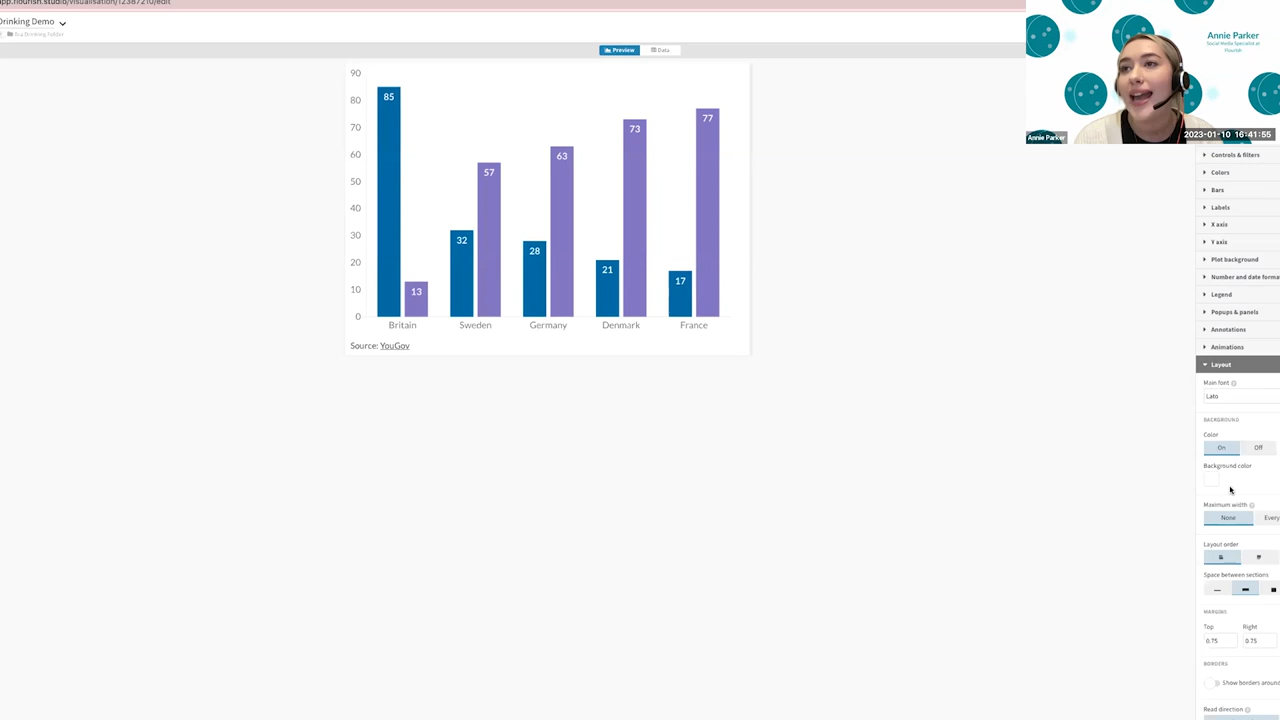 app.flourish.studio/visualisation/12387210/edit
Drinking Demo
Preview
Data
90
80
70
60
50
40
30
20
10
0
85
13
32
57
28
63
21
73
17
77
Britain
Sweden
Germany
Denmark
France
Source: YouGov
Annie Parker
Social Media Specialist at
Flourish
Annie Parker
2023-01-10 16:41:55
Controls & filters
Colors
Bars
Labels
X axis
Y axis
Plot background
Number and date forma
Legend
Popups & panels
Annotations
Animations
Layout
Main font
Lato
BACKGROUND
Color
On Off
Background color
Maximum width
None Every
Layout order
Space between sections
MARGINS
Top Right
0.75 0.75
BORDERS
Show borders around
Read direction